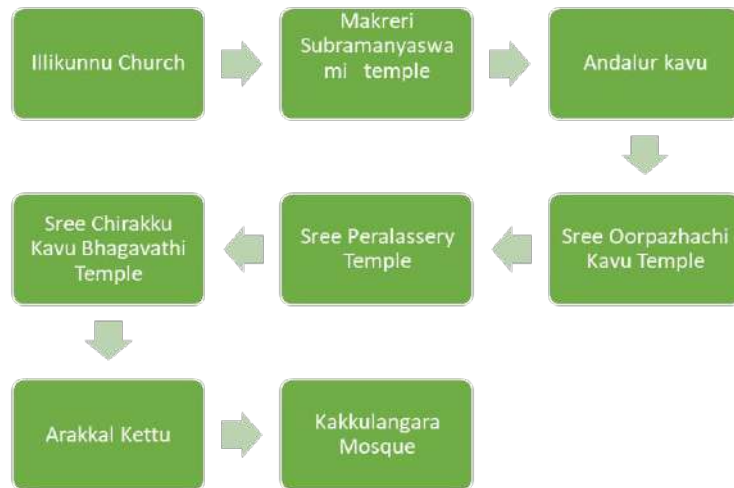 Illikunnu Church
Makreri
Subramanyaswa
mi temple
Andalur kavu
Sree Oorpazhachi
Kavu Temple
Sree Peralassery
Temple
Sree Chirakku
Kavu Bhagavathi
Temple
Arakkal Kettu
Kakkulangara
Mosque